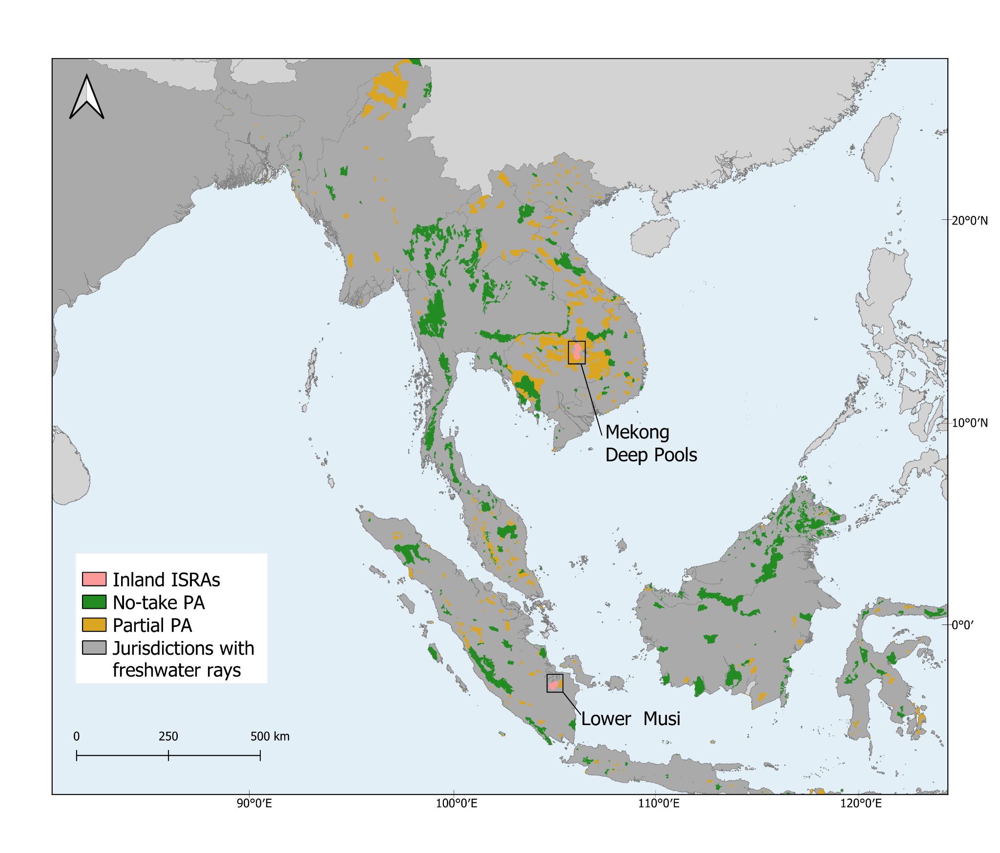 20°0′N
Mekong
Deep Pools
10°0′N
Inland ISRAs
No-take PA
Partial PA
Jurisdictions with
freshwater rays
0°0′
Lower Musi
0 250 500 km
90°0′E 100°0′E 110°0′E 120°0′E